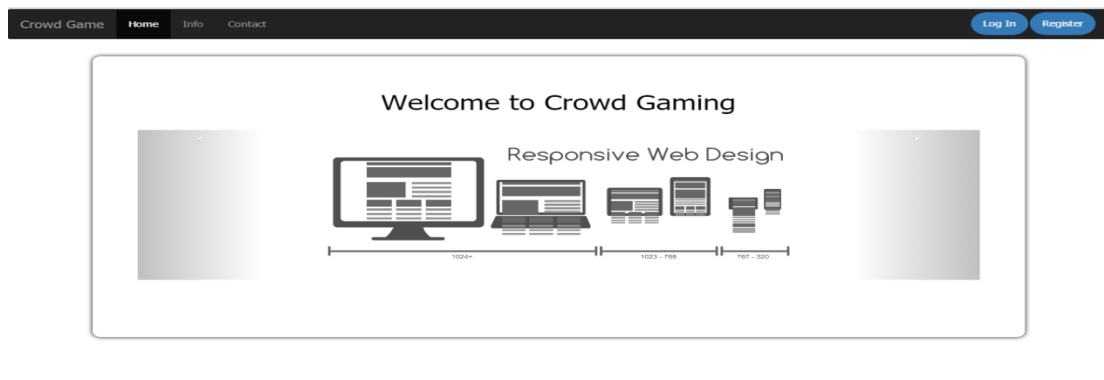 Crowd Game Home Info Contact Log In Register
Welcome to Crowd Gaming
Responsive Web Design
1024+ 1023 - 768 767 - 320